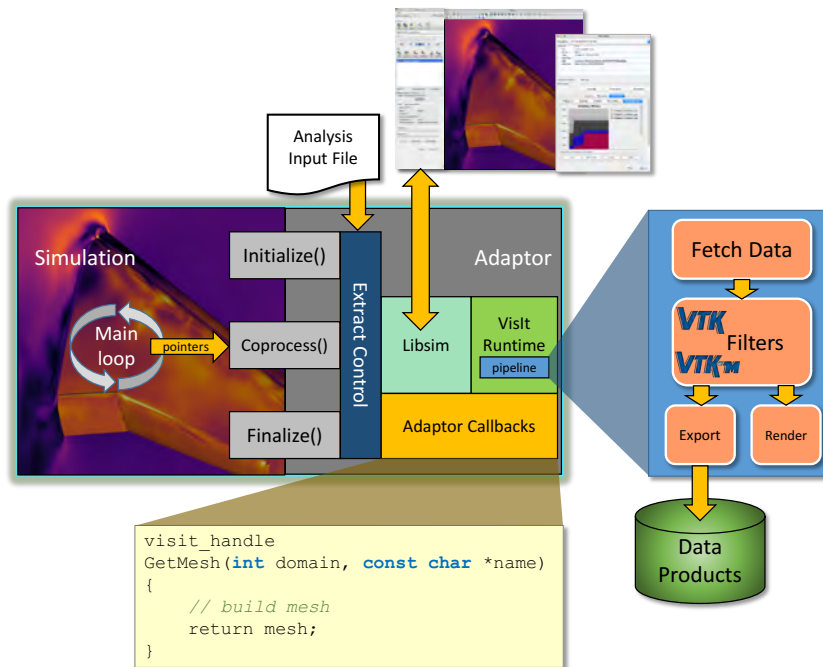 Analysis
Input File
Simulation
Initialize()
Adaptor
Main
loop
pointers
Coprocess()
Finalize()
Extract Control
Libsim
VisIt
Runtime
pipeline
Adaptor Callbacks
Fetch Data
VTK
Filters
VTK-m
Export
Render
Data
Products
visit_handle
GetMesh(int domain, const char *name)
{
// build mesh
return mesh;
}